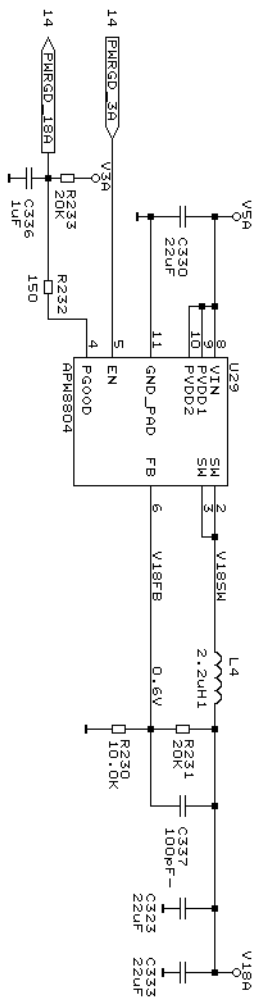 V5A
V18A
C330
22uF
U29
8
VIN
9
PVDD1
10
PVDD2
SW
2
SW
3
V18SW
L4
2.2uH1
R231
20K
C337
100pF-
C323
22uF
C333
22uF
11
GND_PAD
FB
6
V18FB
0.6V
R230
10.0K
14
PWRGD_3A
5
EN
V3A
R233
20K
14
PWRGD_18A
C336
1uF
R232
150
4
PGOOD
APW8804